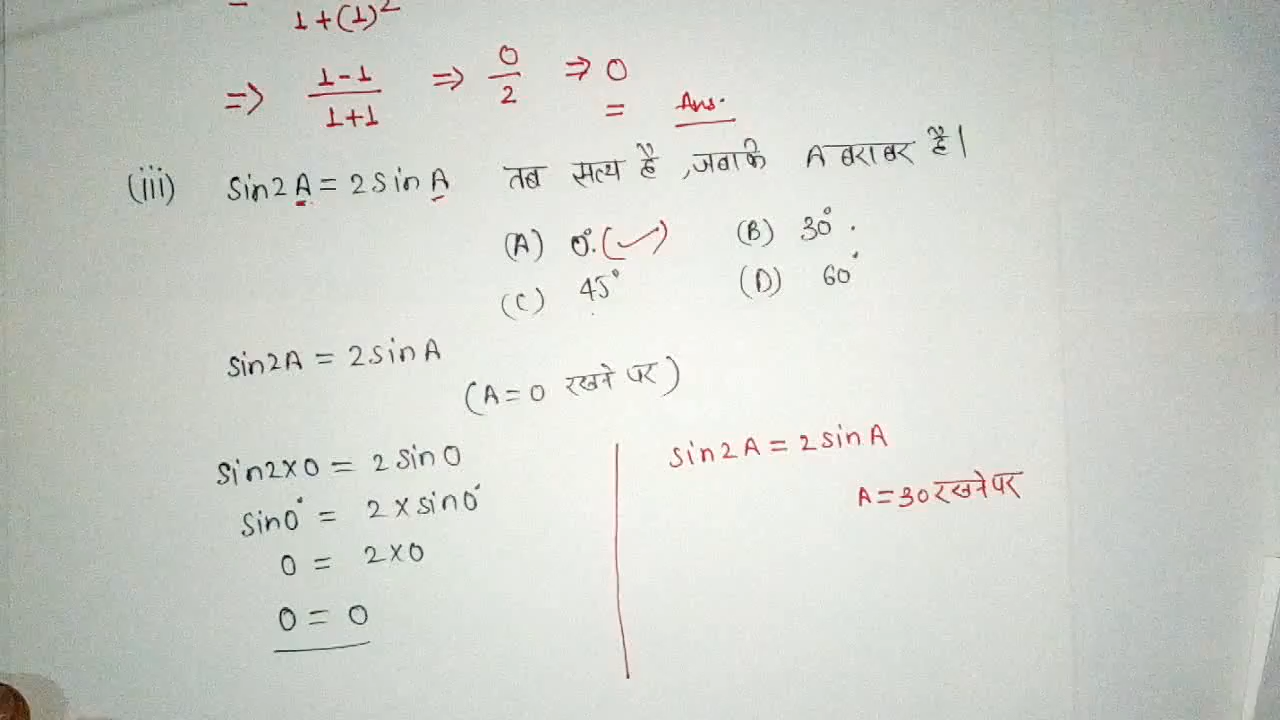 1+(1)²
=> 1-1/1+1 => 0/2 => 0
= Ans.
(iii) sin2A = 2sinA तब सत्य है, जबकि A बराबर है।
(A) 0°. (✓) (B) 30°.
(C) 45° (D) 60°
sin2A = 2sinA
(A=0 रखने पर)
sin2×0 = 2sin0
sin0° = 2×sin0°
0 = 2×0
0 = 0
sin2A = 2sinA
A=30 रखने पर